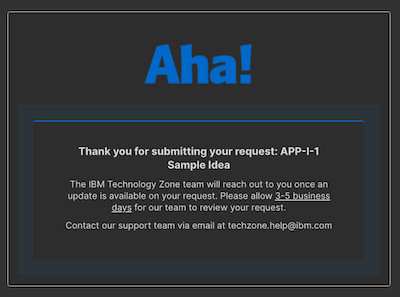 Aha!
Thank you for submitting your request: APP-I-1
Sample Idea
The IBM Technology Zone team will reach out to you once an
update is available on your request. Please allow 3-5 business
days for our team to review your request.
Contact our support team via email at techzone.help@ibm.com